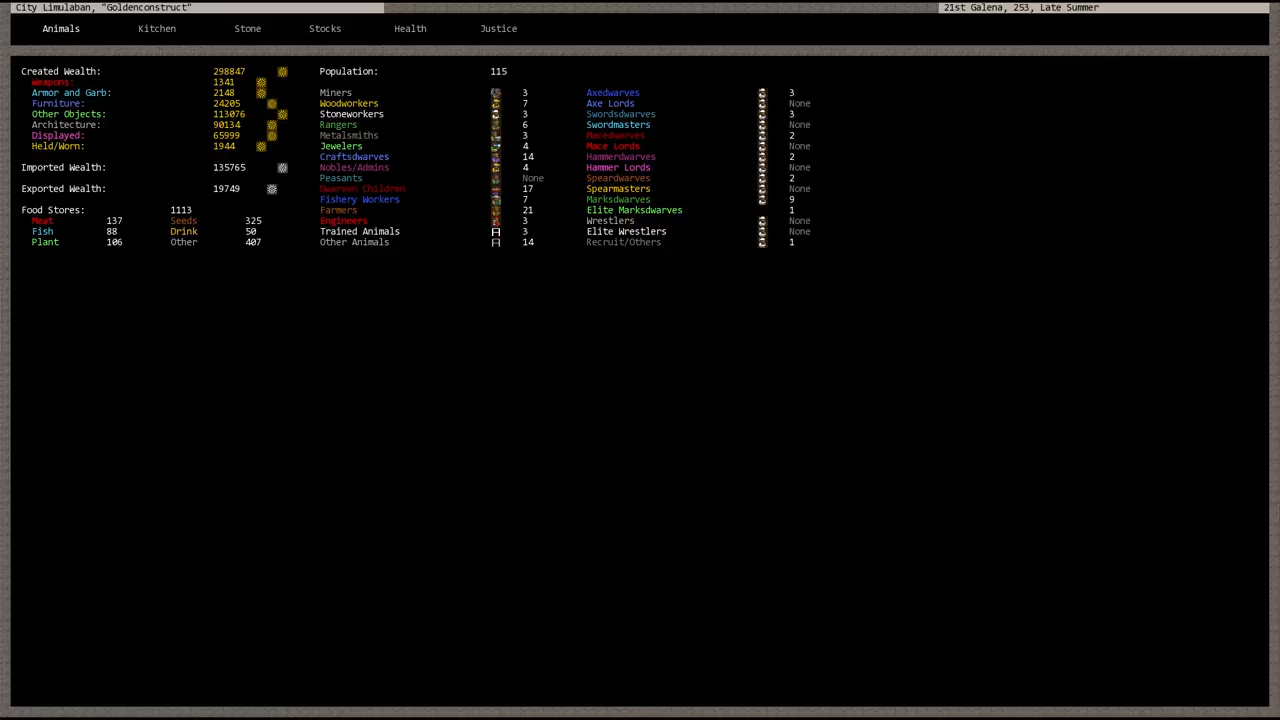 City Limulaban, "Goldenconstruct" 21st Galena, 253, Late Summer
Animals Kitchen Stone Stocks Health Justice
Created Wealth: 298847 Population: 115
Weapons: 1341
Armor and Garb: 2148 Miners 3 Axedwarves 3
Furniture: 24205 Woodworkers 7 Axe Lords None
Other Objects: 113076 Stoneworkers 3 Swordsdwarves 3
Architecture: 90134 Rangers 6 Swordmasters None
Displayed: 65999 Metalsmiths 3 Macedwarves 2
Held/Worn: 1944 Jewelers 4 Mace Lords None
Craftsdwarves 14 Hammerdwarves 2
Imported Wealth: 135765 Nobles/Admins 4 Hammer Lords None
Peasants None Speardwarves 2
Exported Wealth: 19749 Dwarven Children 17 Spearmasters None
Fishery Workers 7 Marksdwarves 9
Food Stores: 1113 Farmers 21 Elite Marksdwarves 1
Meat 137 Seeds 325 Engineers 3 Wrestlers None
Fish 88 Drink 50 Trained Animals 3 Elite Wrestlers None
Plant 106 Other 407 Other Animals 14 Recruit/Others 1